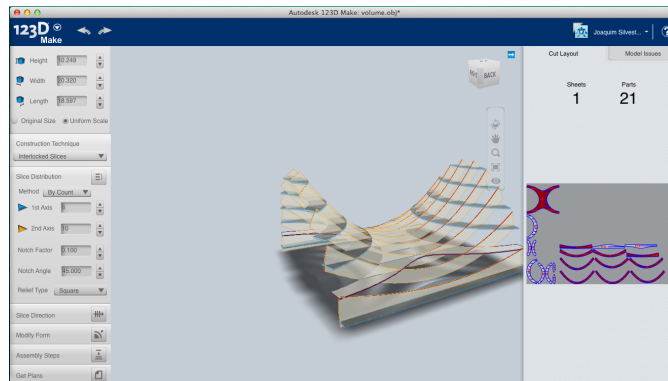 Autodesk 123D Make: volume.obj*
123D
Make
Joaquim Silvest...
Height 10.249
Width 20.320
Length 18.597
Original Size Uniform Scale
Construction Technique
Interlocked Slices
Slice Distribution
Method By Count
1st Axis
2nd Axis 10
Notch Factor 0.100
Notch Angle 45.000
Relief Type Square
Slice Direction
Modify Form
Assembly Steps
Get Plans
BACK
Cut Layout Model Issues
Sheets Parts
1 21